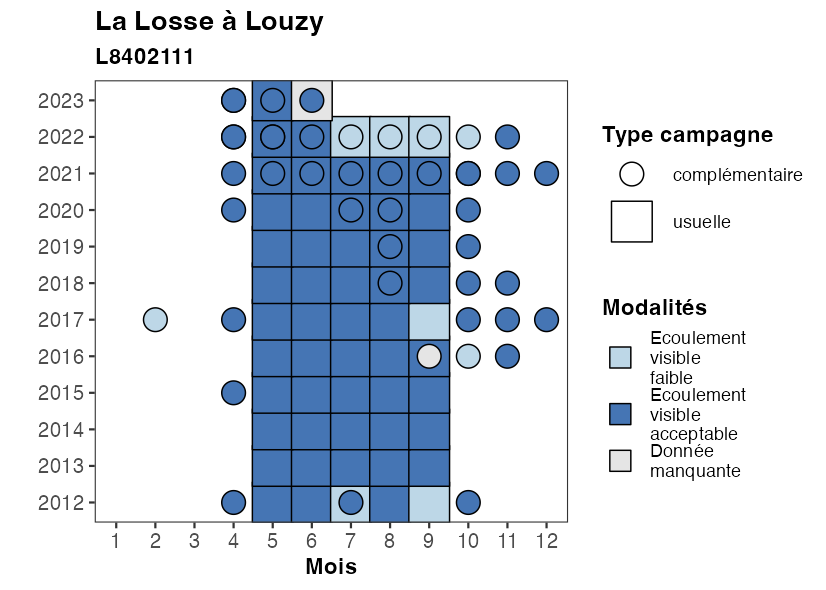 La Losse à Louzy
L8402111
2023
2022
2021
2020
2019
2018
2017
2016
2015
2014
2013
2012
1 2 3 4 5 6 7 8 9 10 11 12
Mois
Type campagne
complémentaire
usuelle
Modalités
Ecoulement
visible
faible
Ecoulement
visible
acceptable
Donnée
manquante